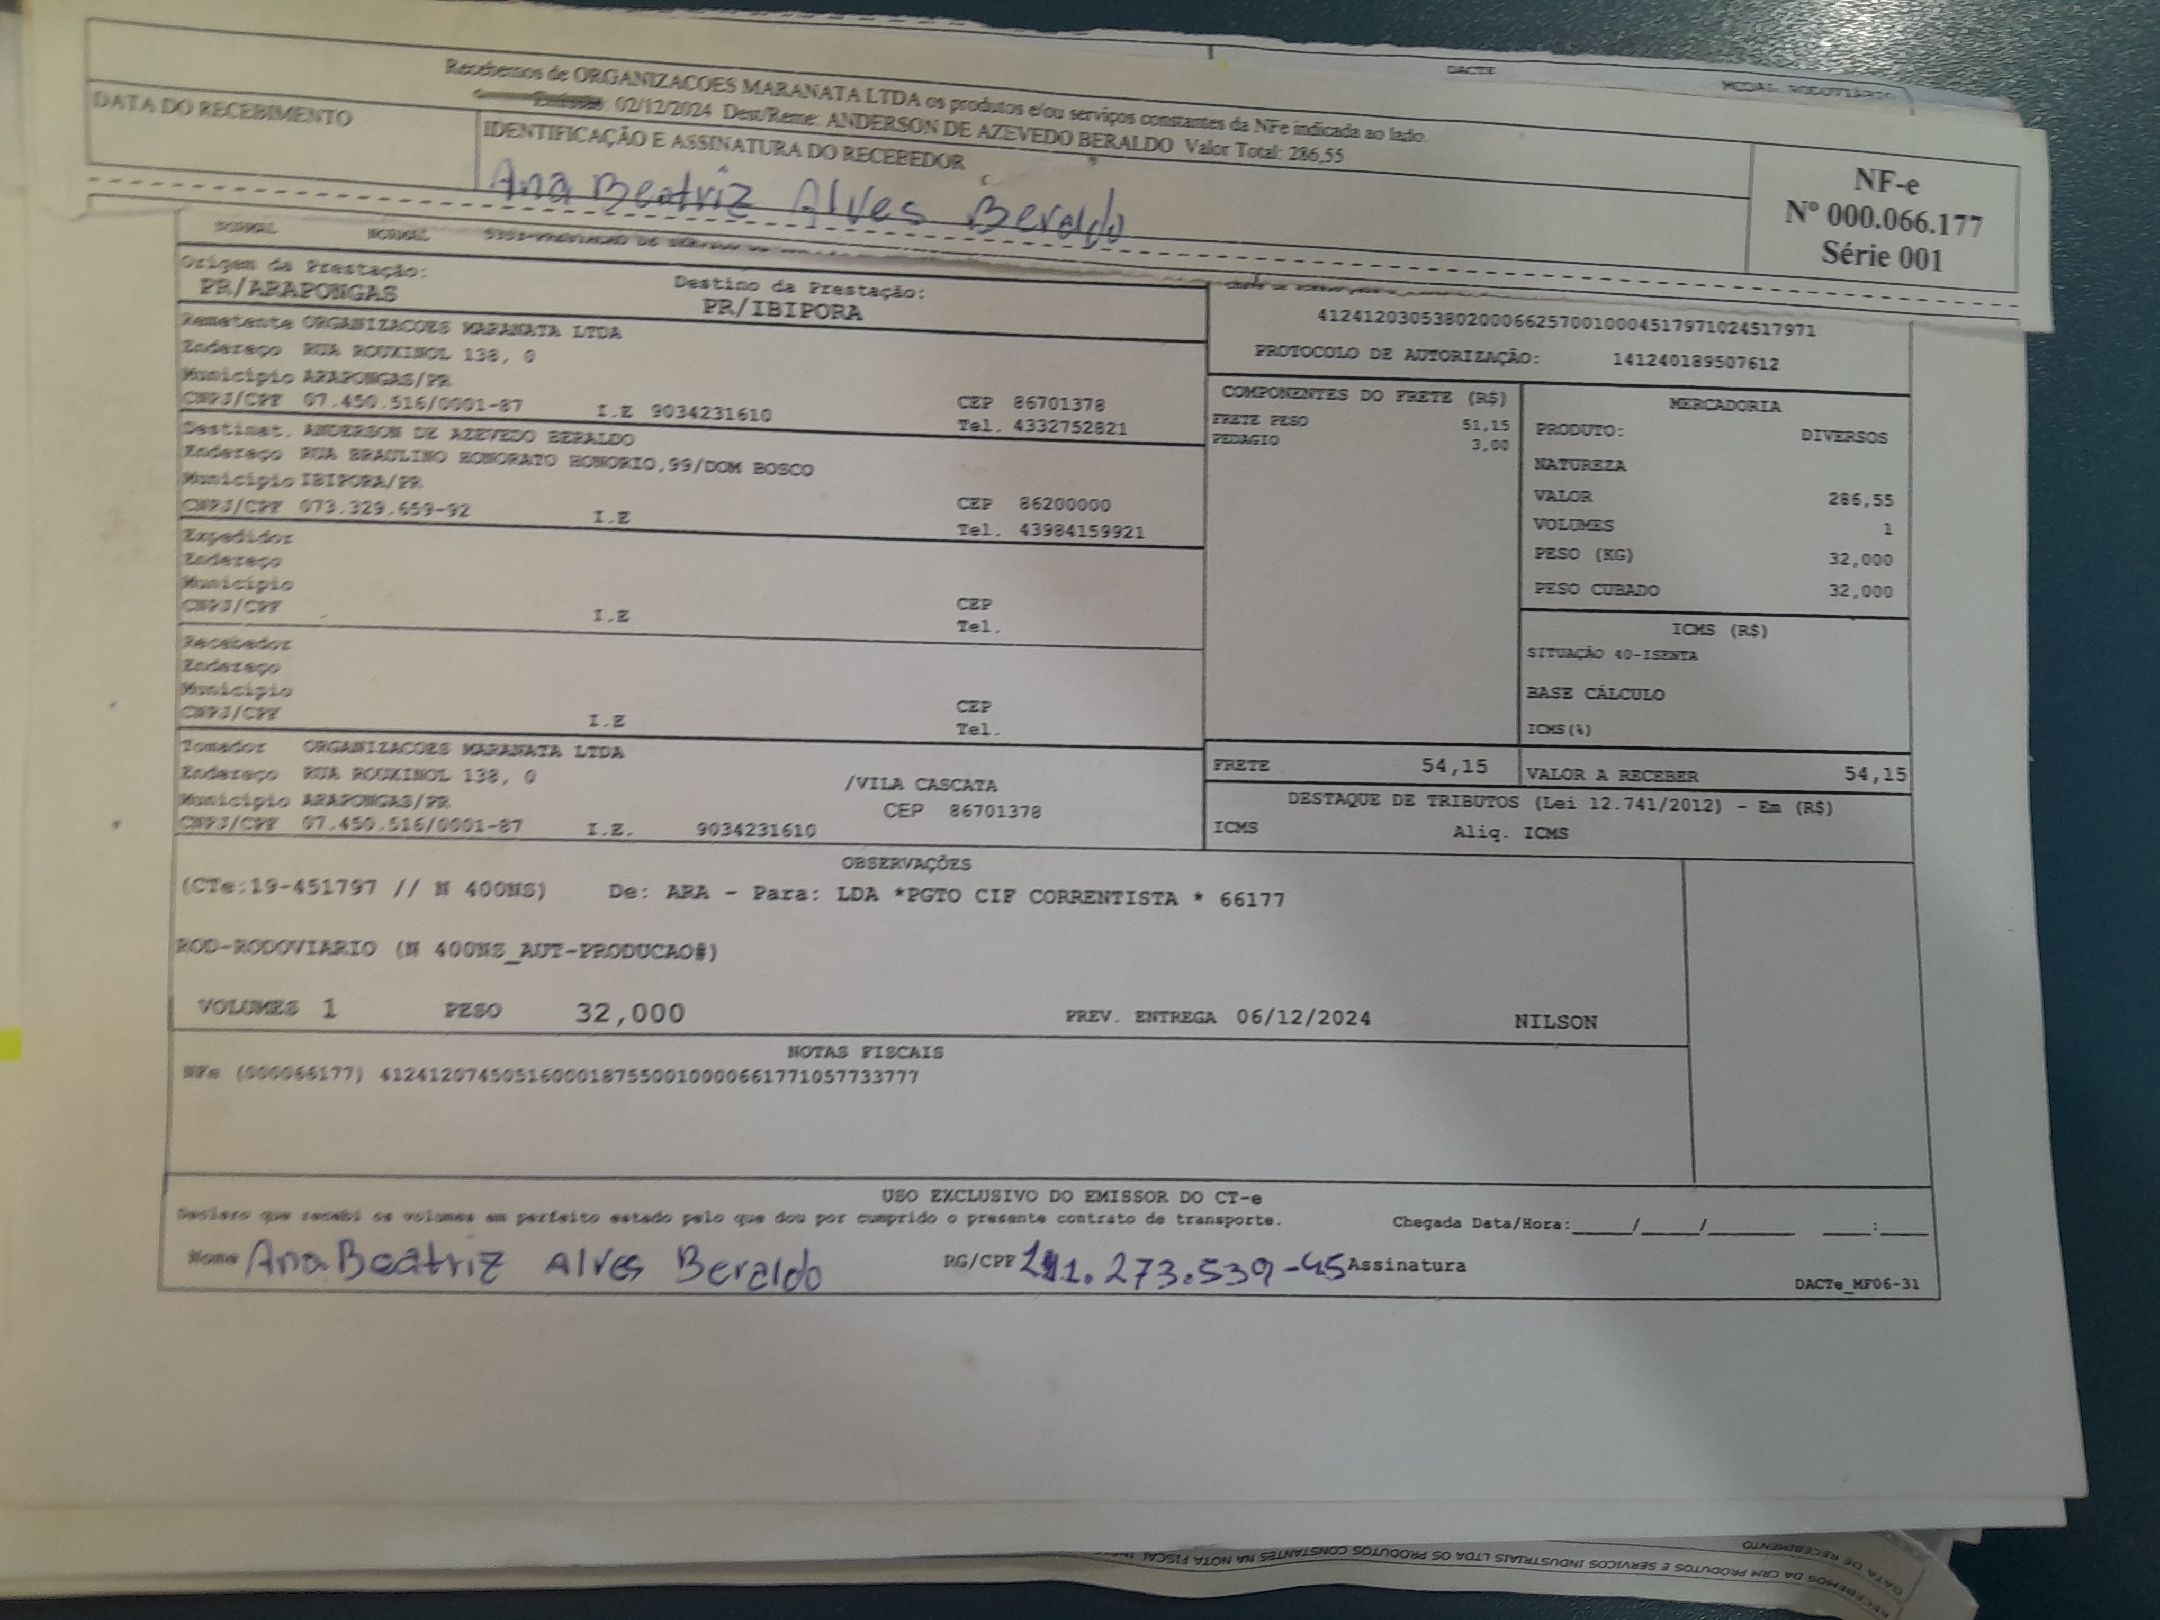 DACTE
MODAL RODOVIÁRIO
Recebemos de ORGANIZACOES MARANATA LTDA os produtos e/ou serviços constantes da NFe indicada ao lado.
02/12/2024 Dest/Reme: ANDERSON DE AZEVEDO BERALDO Valor Total: 286,55
DATA DO RECEBIMENTO
IDENTIFICAÇÃO E ASSINATURA DO RECEBEDOR
Ana Beatriz Alves Beraldo
NF-e
Nº 000.066.177
Série 001
NORMAL NORMAL
Origem da Prestação:
PR/ARAPONGAS
Destino da Prestação:
PR/IBIPORA
41241203053802000662570010004517971024517971
PROTOCOLO DE AUTORIZAÇÃO: 141240189507612
Remetente ORGANIZACOES MARANATA LTDA
Endereço RUA ROUXINOL 138, 0
Município ARAPONGAS/PR
CNPJ/CPF 07.450.516/0001-87 I.E 9034231610
CEP 86701378
Tel. 4332752821
Destinat. ANDERSON DE AZEVEDO BERALDO
Endereço RUA BRAULINO HONORATO HONORIO,99/DOM BOSCO
Município IBIPORA/PR
CNPJ/CPF 073.329.659-92 I.E
CEP 86200000
Tel. 43984159921
Expedidor
Endereço
Município
CNPJ/CPF I.E
CEP
Tel.
Recebedor
Endereço
Município
CNPJ/CPF I.E
CEP
Tel.
Tomador ORGANIZACOES MARANATA LTDA
Endereço RUA ROUXINOL 138, 0 /VILA CASCATA
Município ARAPONGAS/PR CEP 86701378
CNPJ/CPF 07.450.516/0001-87 I.E. 9034231610
COMPONENTES DO FRETE (R$)
FRETE PESO 51,15
PEDAGIO 3,00
MERCADORIA
PRODUTO: DIVERSOS
NATUREZA
VALOR 286,55
VOLUMES 1
PESO (KG) 32,000
PESO CUBADO 32,000
ICMS (R$)
SITUAÇÃO 40-ISENTA
BASE CÁLCULO
ICMS(%)
FRETE 54,15
VALOR A RECEBER 54,15
DESTAQUE DE TRIBUTOS (Lei 12.741/2012) - Em (R$)
ICMS Aliq. ICMS
OBSERVAÇÕES
(CTe:19-451797 // N 400NS) De: ARA - Para: LDA *PGTO CIF CORRENTISTA * 66177
ROD-RODOVIARIO (N 400NS_AUT-PRODUCAO#)
VOLUMES 1 PESO 32,000 PREV. ENTREGA 06/12/2024 NILSON
NOTAS FISCAIS
NFe (000066177) 41241207450516000187550010000661771057733777
USO EXCLUSIVO DO EMISSOR DO CT-e
Declaro que recebi os volumes em perfeito estado pelo que dou por cumprido o presente contrato de transporte. Chegada Data/Hora:_____/_____/_______ ____:____
Nome Ana Beatriz Alves Beraldo RG/CPF .273.539-45 Assinatura
DACTe_MF06-31
DATA DE RECEBIMENTO